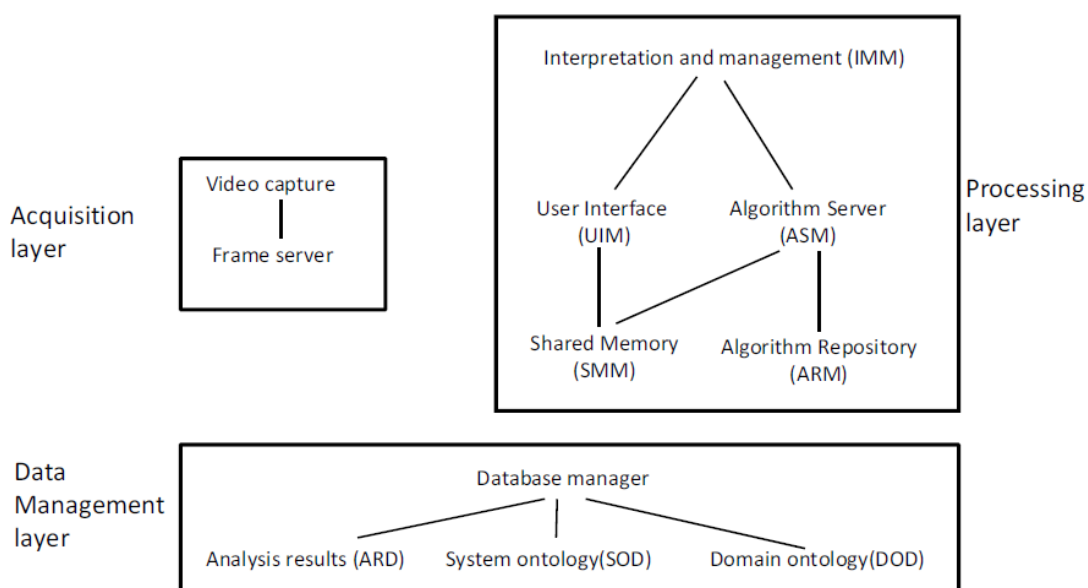 Acquisition
layer
Video capture
Frame server
Interpretation and management (IMM)
User Interface
(UIM)
Algorithm Server
(ASM)
Shared Memory
(SMM)
Algorithm Repository
(ARM)
Processing
layer
Data
Management
layer
Database manager
Analysis results (ARD)
System ontology(SOD)
Domain ontology(DOD)